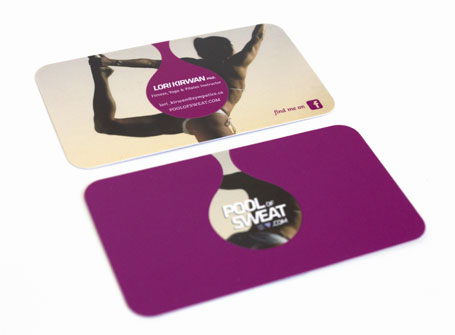 LORI KIRWAN
Fitness, Yoga & Pilates Instructor
POOLOFSWEAT.COM
find me on f
POOL OF
SWEAT
.COM